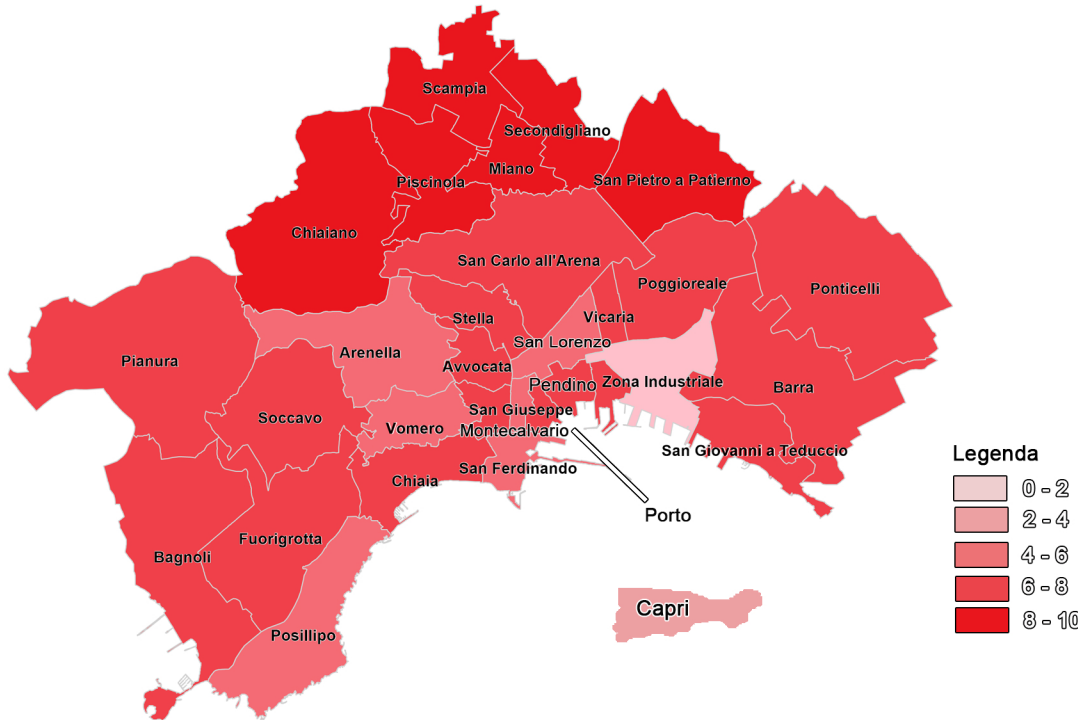 Scampia
Secondigliano
Miano
Piscinola
San Pietro a Patierno
Chiaiano
San Carlo all'Arena
Poggioreale
Ponticelli
Stella
Vicaria
San Lorenzo
Arenella
Pianura
Avvocata
Pendino
Zona Industriale
Barra
Soccavo
San Giuseppe
Vomero
Montecalvario
San Giovanni a Teduccio
San Ferdinando
Chiaia
Porto
Fuorigrotta
Bagnoli
Posillipo
Capri
Legenda
0 - 2
2 - 4
4 - 6
6 - 8
8 - 10